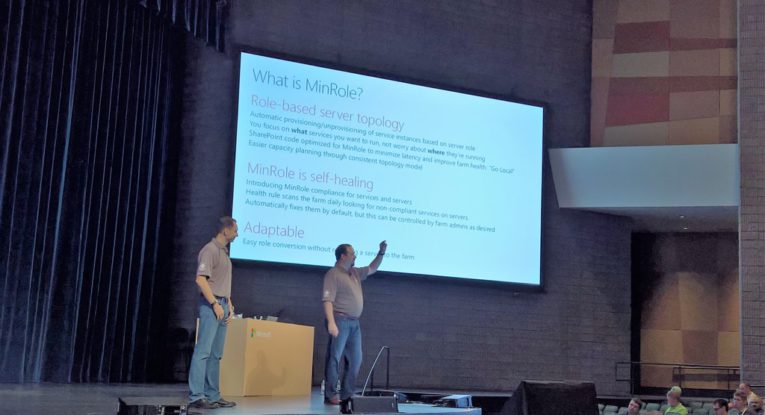 What is MinRole?
Role-based server topology
Automatic provisioning/unprovisioning of service instances based on server role
You focus on what services you want to run, not worry about where they're running
SharePoint code optimized for MinRole to minimize latency and improve farm health: "Go Local"
Easier capacity planning through consistent topology model
MinRole is self-healing
Introducing MinRole compliance for services and servers
Health rule scans the farm daily looking for non-compliant services on servers
Automatically fixes them by default, but this can be controlled by farm admins as desired
Adaptable
Easy role conversion without to the farm
Microsoft